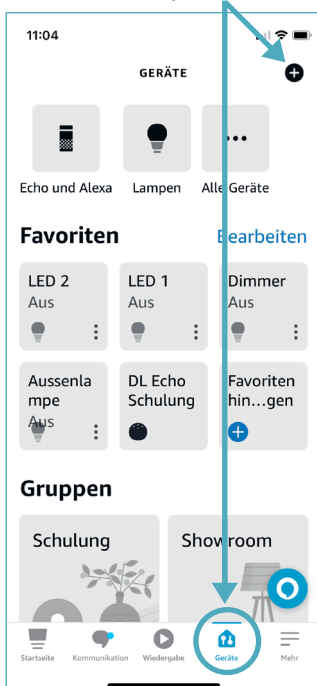 11:04
GERÄTE
Echo und Alexa
Lampen
Alle Geräte
Favoriten
Bearbeiten
LED 2
Aus
LED 1
Aus
Dimmer
Aus
Aussenla
mpe
Aus
DL Echo
Schulung
Favoriten
hin...gen
Gruppen
Schulung
Showroom
Startseite
Kommunikation
Wiedergabe
Geräte
Mehr